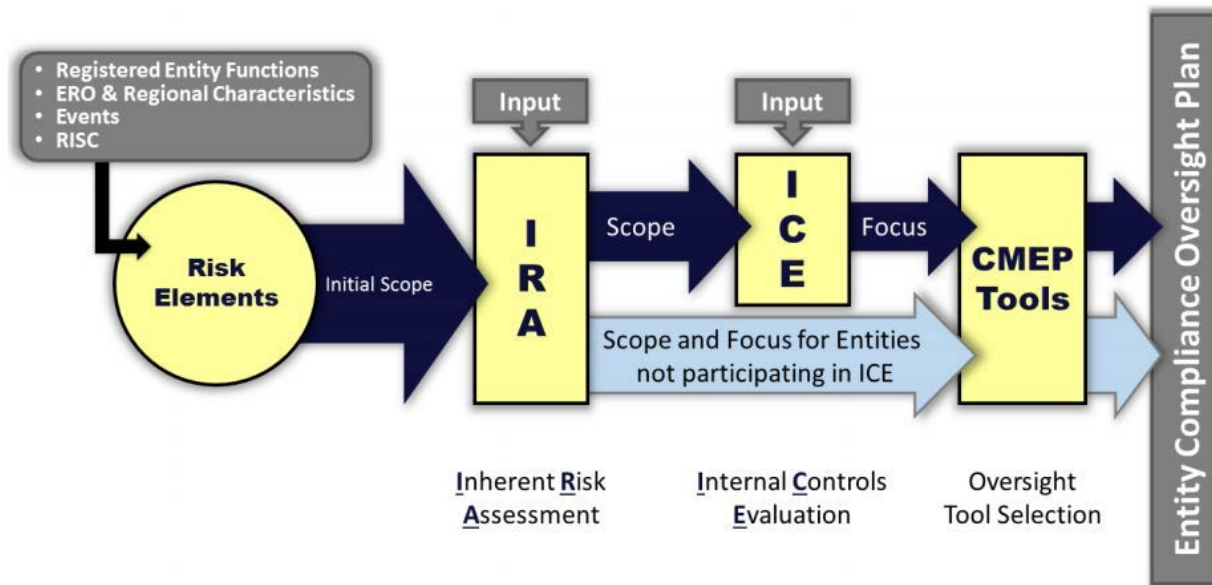 • Registered Entity Functions
• ERO & Regional Characteristics
• Events
• RISC
Input
Input
Risk
Elements
Initial Scope
I
R
A
Scope
I
C
E
Focus
CMEP
Tools
Scope and Focus for Entities
not participating in ICE
Inherent Risk
Assessment
Internal Controls
Evaluation
Oversight
Tool Selection
Entity Compliance Oversight Plan